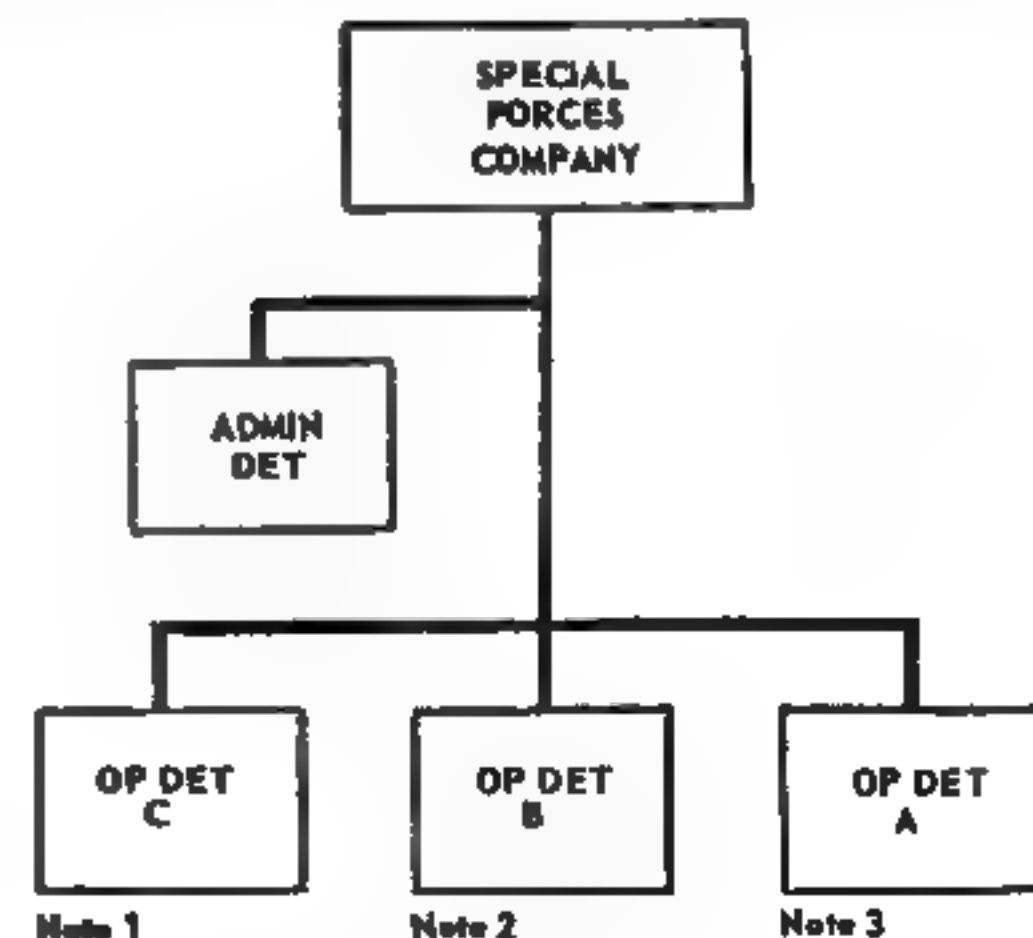 SPECIAL
FORCES
COMPANY
ADMIN
DET
OP DET
C
OP DET
B
OP DET
A
Note 1
Note 2
Note 3